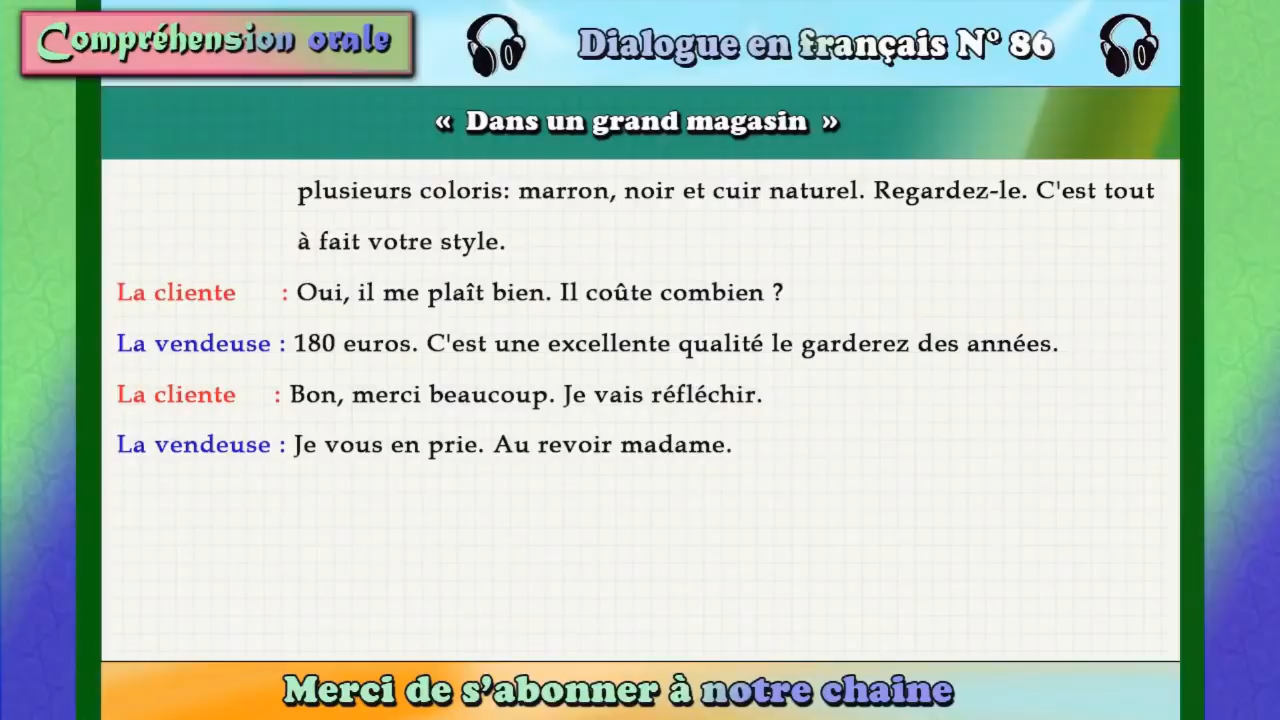 Compréhension orale
Dialogue en français Nº 86
« Dans un grand magasin »
plusieurs coloris: marron, noir et cuir naturel. Regardez-le. C'est tout
à fait votre style.
La cliente : Oui, il me plaît bien. Il coûte combien ?
La vendeuse : 180 euros. C'est une excellente qualité le garderez des années.
La cliente : Bon, merci beaucoup. Je vais réfléchir.
La vendeuse : Je vous en prie. Au revoir madame.
Merci de s'abonner à notre chaine